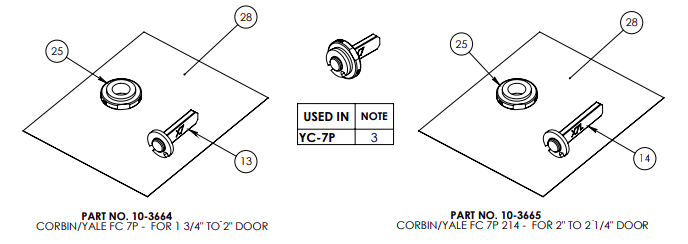 28
25
13
PART NO. 10-3664
CORBIN/YALE FC 7P - FOR 1 3/4" TO 2" DOOR
USED IN NOTE
YC-7P 3
28
25
14
PART NO. 10-3665
CORBIN/YALE FC 7P 214 - FOR 2" TO 2 1/4" DOOR